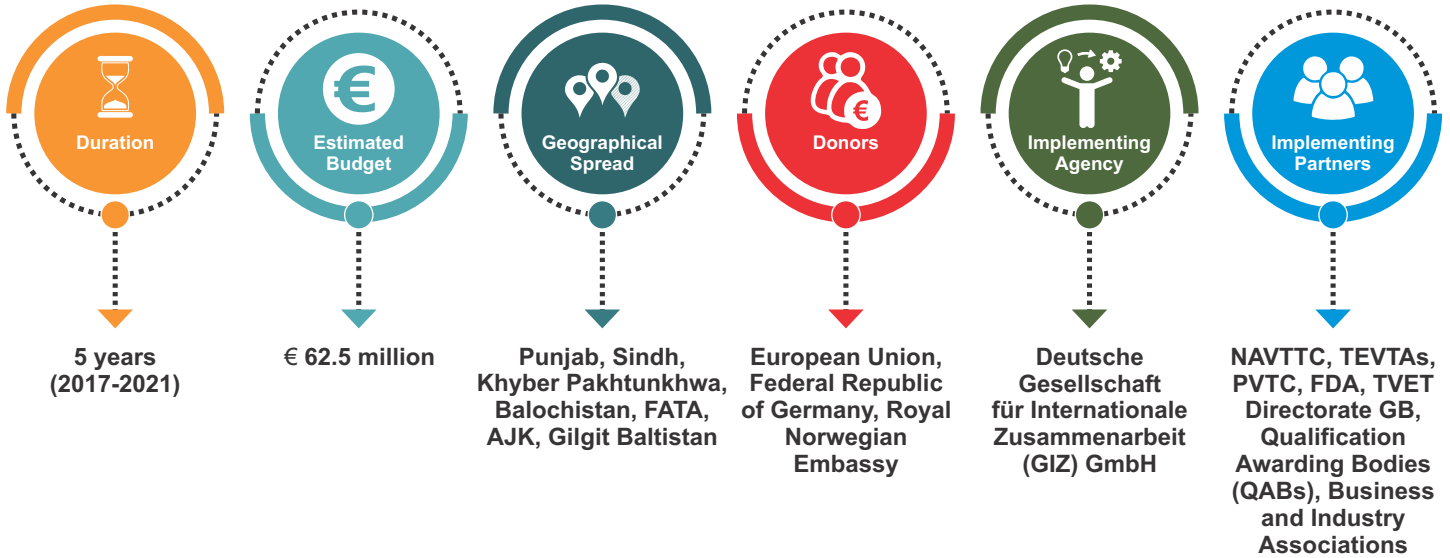 Duration
5 years
(2017-2021)
€
Estimated
Budget
€ 62.5 million
Geographical
Spread
Punjab, Sindh,
Khyber Pakhtunkhwa,
Balochistan, FATA,
AJK, Gilgit Baltistan
€
Donors
European Union,
Federal Republic
of Germany, Royal
Norwegian
Embassy
Implementing
Agency
Deutsche
Gesellschaft
für Internationale
Zusammenarbeit
(GIZ) GmbH
Implementing
Partners
NAVTTC, TEVTAs,
PVTC, FDA, TVET
Directorate GB,
Qualification
Awarding Bodies
(QABs), Business
and Industry
Associations